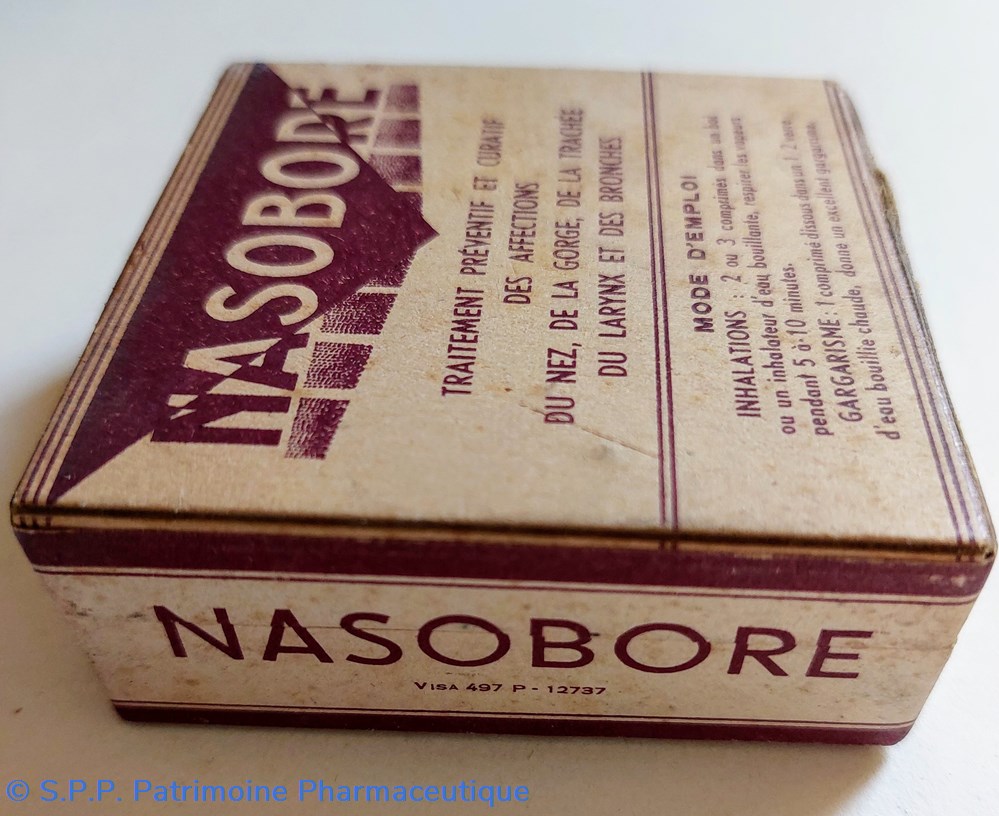 NASOBORE
TRAITEMENT PRÉVENTIF ET CURATIF
DES AFFECTIONS
DU NEZ, DE LA GORGE, DE LA TRACHÉE
DU LARYNX ET DES BRONCHES
MODE D'EMPLOI
INHALATIONS : 2 ou 3 comprimés dans un bol
ou un inhalateur d'eau bouillante, respirer les vapeurs
pendant 5 à 10 minutes.
GARGARISME : 1 comprimé dissous dans un 1/2 verre
d'eau bouillie chaude, donne un excellent gargarisme.
NASOBORE
VISA 497 P - 12737
© S.P.P. Patrimoine Pharmaceutique